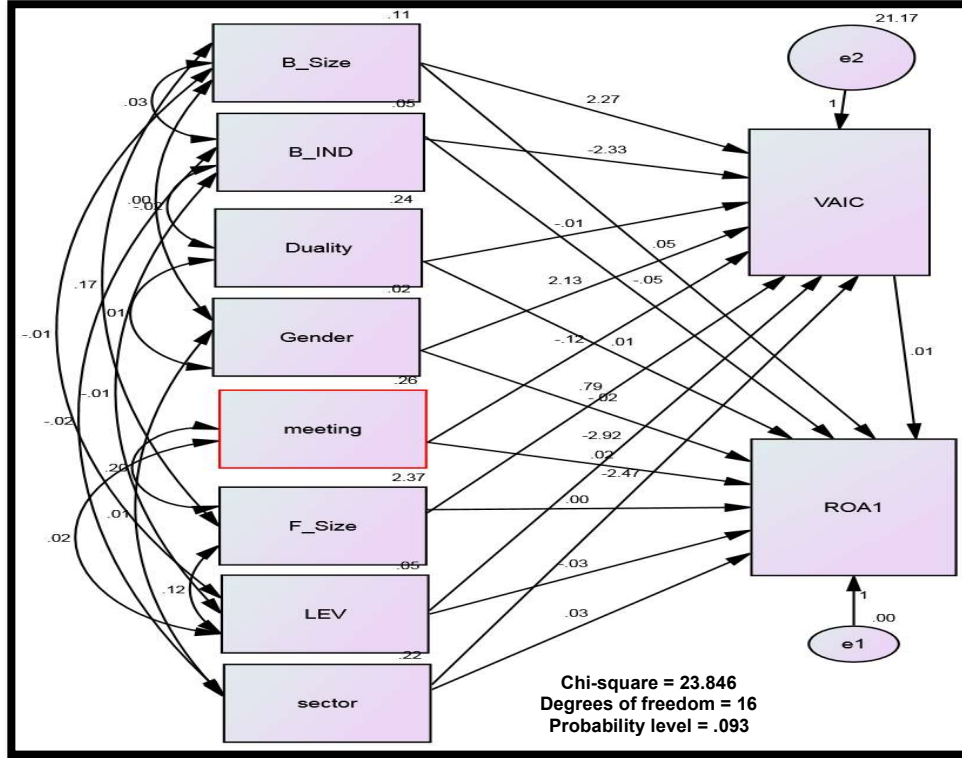 .11
21.17
B_Size
e2
.03
.05
2.27
1
B_IND
-2.33
.00
-.02
.24
VAIC
Duality
-.01
.05
.17
.02
2.13
-.05
.01
Gender
-.01
-.12
.01
.01
.26
.79
-.02
-.01
meeting
-.02
-2.92
.02
.20
2.37
-2.47
.00
ROA1
.01
F_Size
.02
.05
-.03
.12
1
LEV
.03
.00
.22
e1
sector
Chi-square = 23.846
Degrees of freedom = 16
Probability level = .093